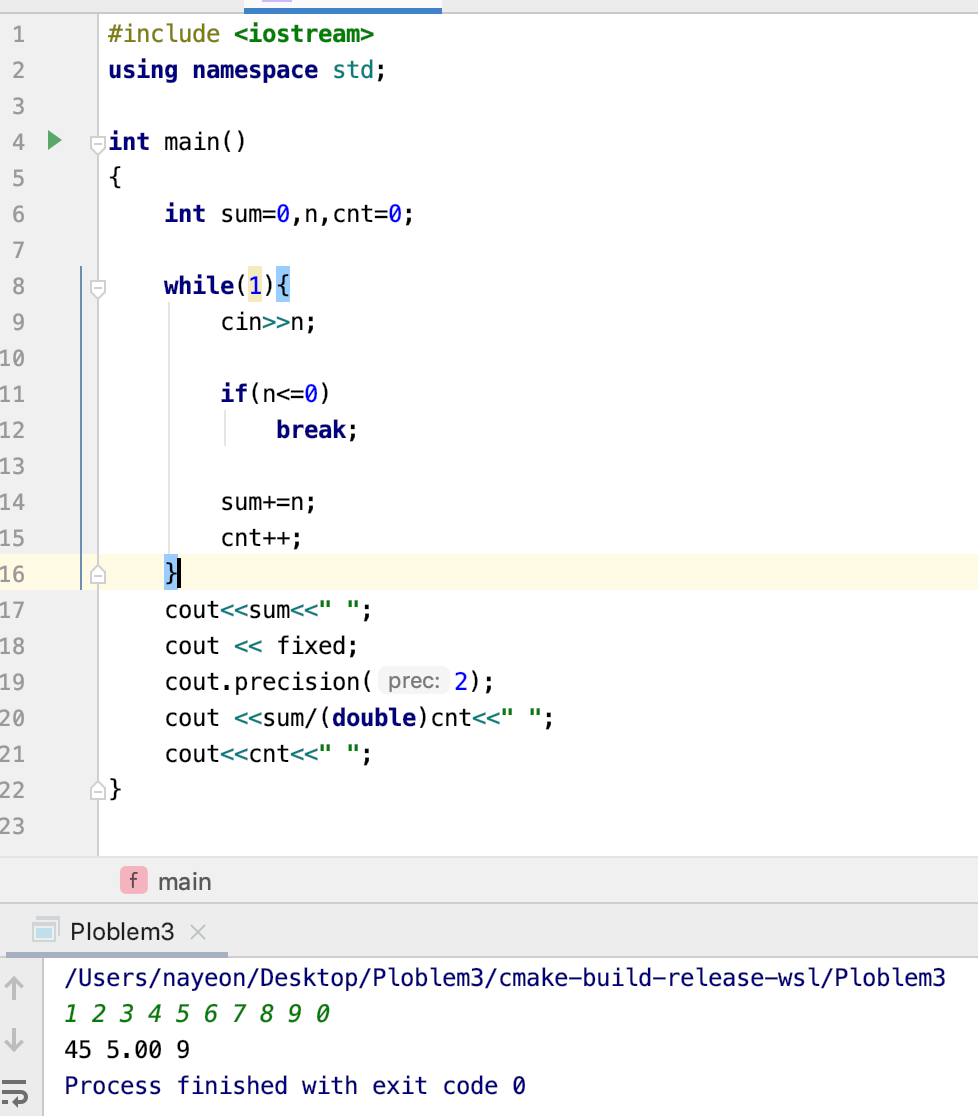 1 #include <iostream>
2 using namespace std;
3
4 int main()
5 {
6     int sum=0,n,cnt=0;
7
8     while(1){
9         cin>>n;
10
11         if(n<=0)
12             break;
13
14         sum+=n;
15         cnt++;
16     }
17     cout<<sum<<" ";
18     cout << fixed;
19     cout.precision( prec: 2);
20     cout <<sum/(double)cnt<<" ";
21     cout<<cnt<<" ";
22 }
23
f main
Ploblem3
/Users/nayeon/Desktop/Ploblem3/cmake-build-release-wsl/Ploblem3
1 2 3 4 5 6 7 8 9 0
45 5.00 9
Process finished with exit code 0